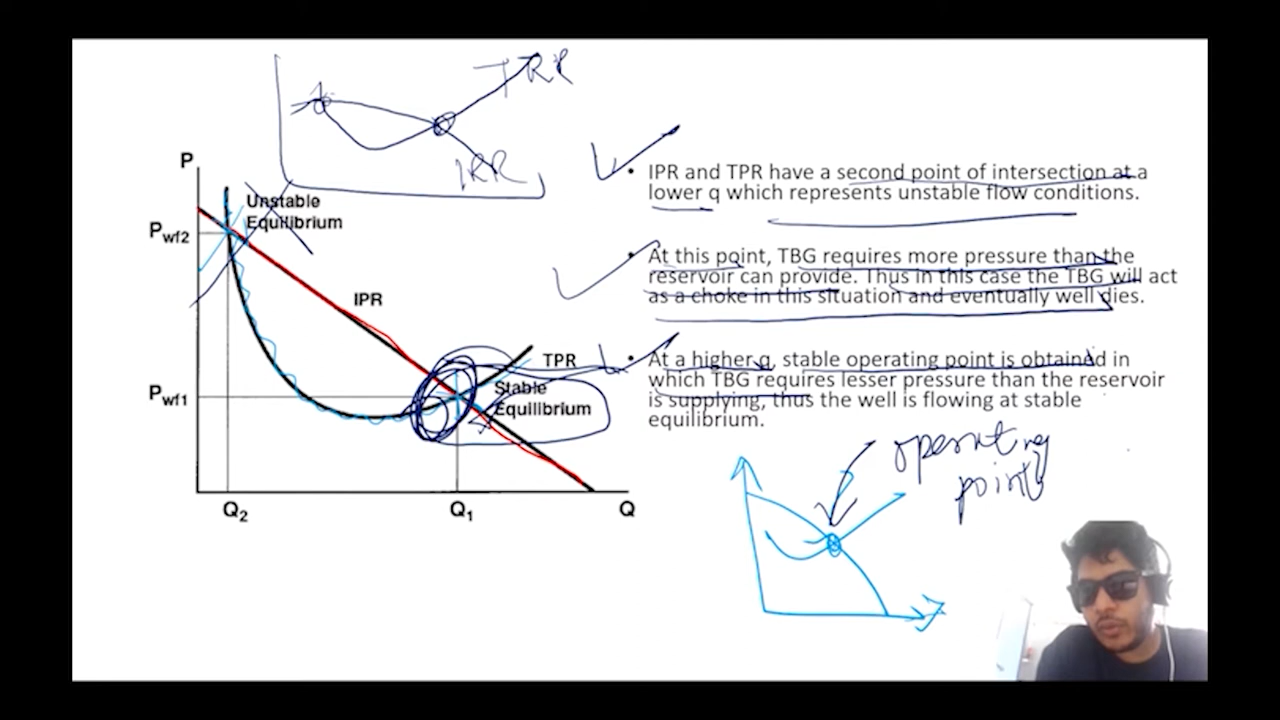 TRP
IRR
P
Unstable
Equilibrium
Pwf2
IPR
TPR
Stable
Equilibrium
Pwf1
Q2
Q1
Q
• IPR and TPR have a second point of intersection at a
lower q which represents unstable flow conditions.
• At this point, TBG requires more pressure than the
reservoir can provide. Thus in this case the TBG will act
as a choke in this situation and eventually well dies.
• At a higher q, stable operating point is obtained in
which TBG requires lesser pressure than the reservoir
is supplying, thus the well is flowing at stable
equilibrium.
operating
point